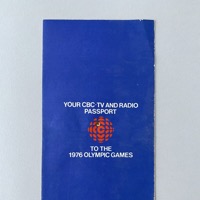 YOUR CBC-TV AND RADIO
PASSPORT
TO THE
1976 OLYMPIC GAMES